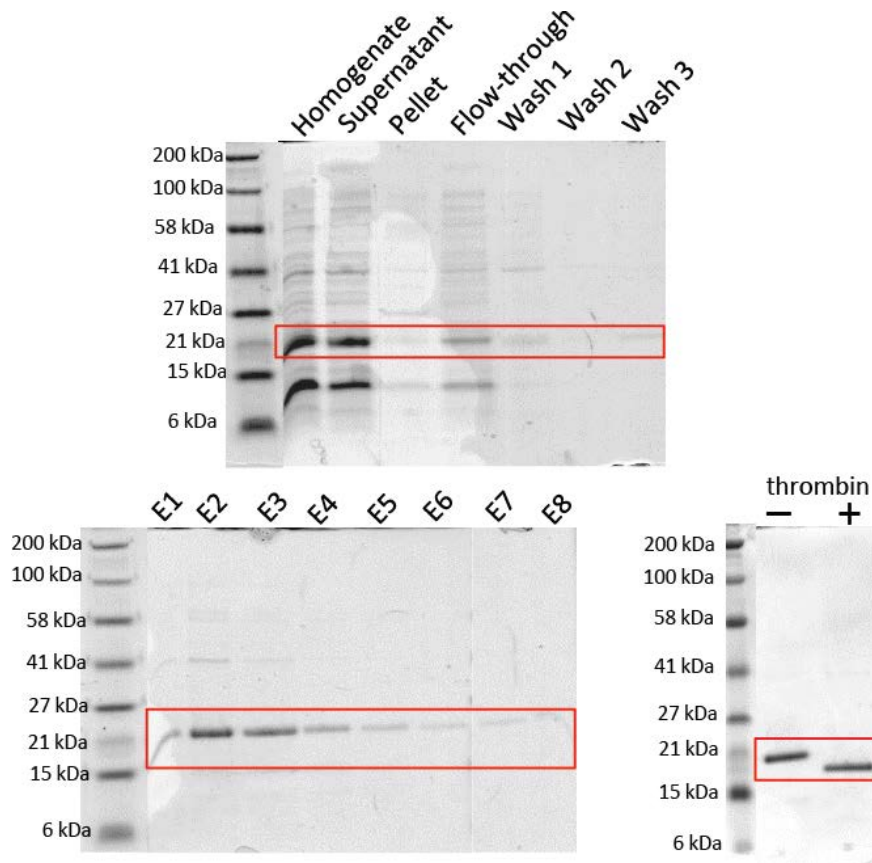 Homogenate
Supernatant
Pellet
Flow-through
Wash 1
Wash 2
Wash 3
200 kDa
100 kDa
58 kDa
41 kDa
27 kDa
21 kDa
15 kDa
6 kDa
E1 E2 E3 E4 E5 E6 E7 E8
200 kDa
100 kDa
58 kDa
41 kDa
27 kDa
21 kDa
15 kDa
6 kDa
thrombin
− +
200 kDa
100 kDa
58 kDa
41 kDa
27 kDa
21 kDa
15 kDa
6 kDa